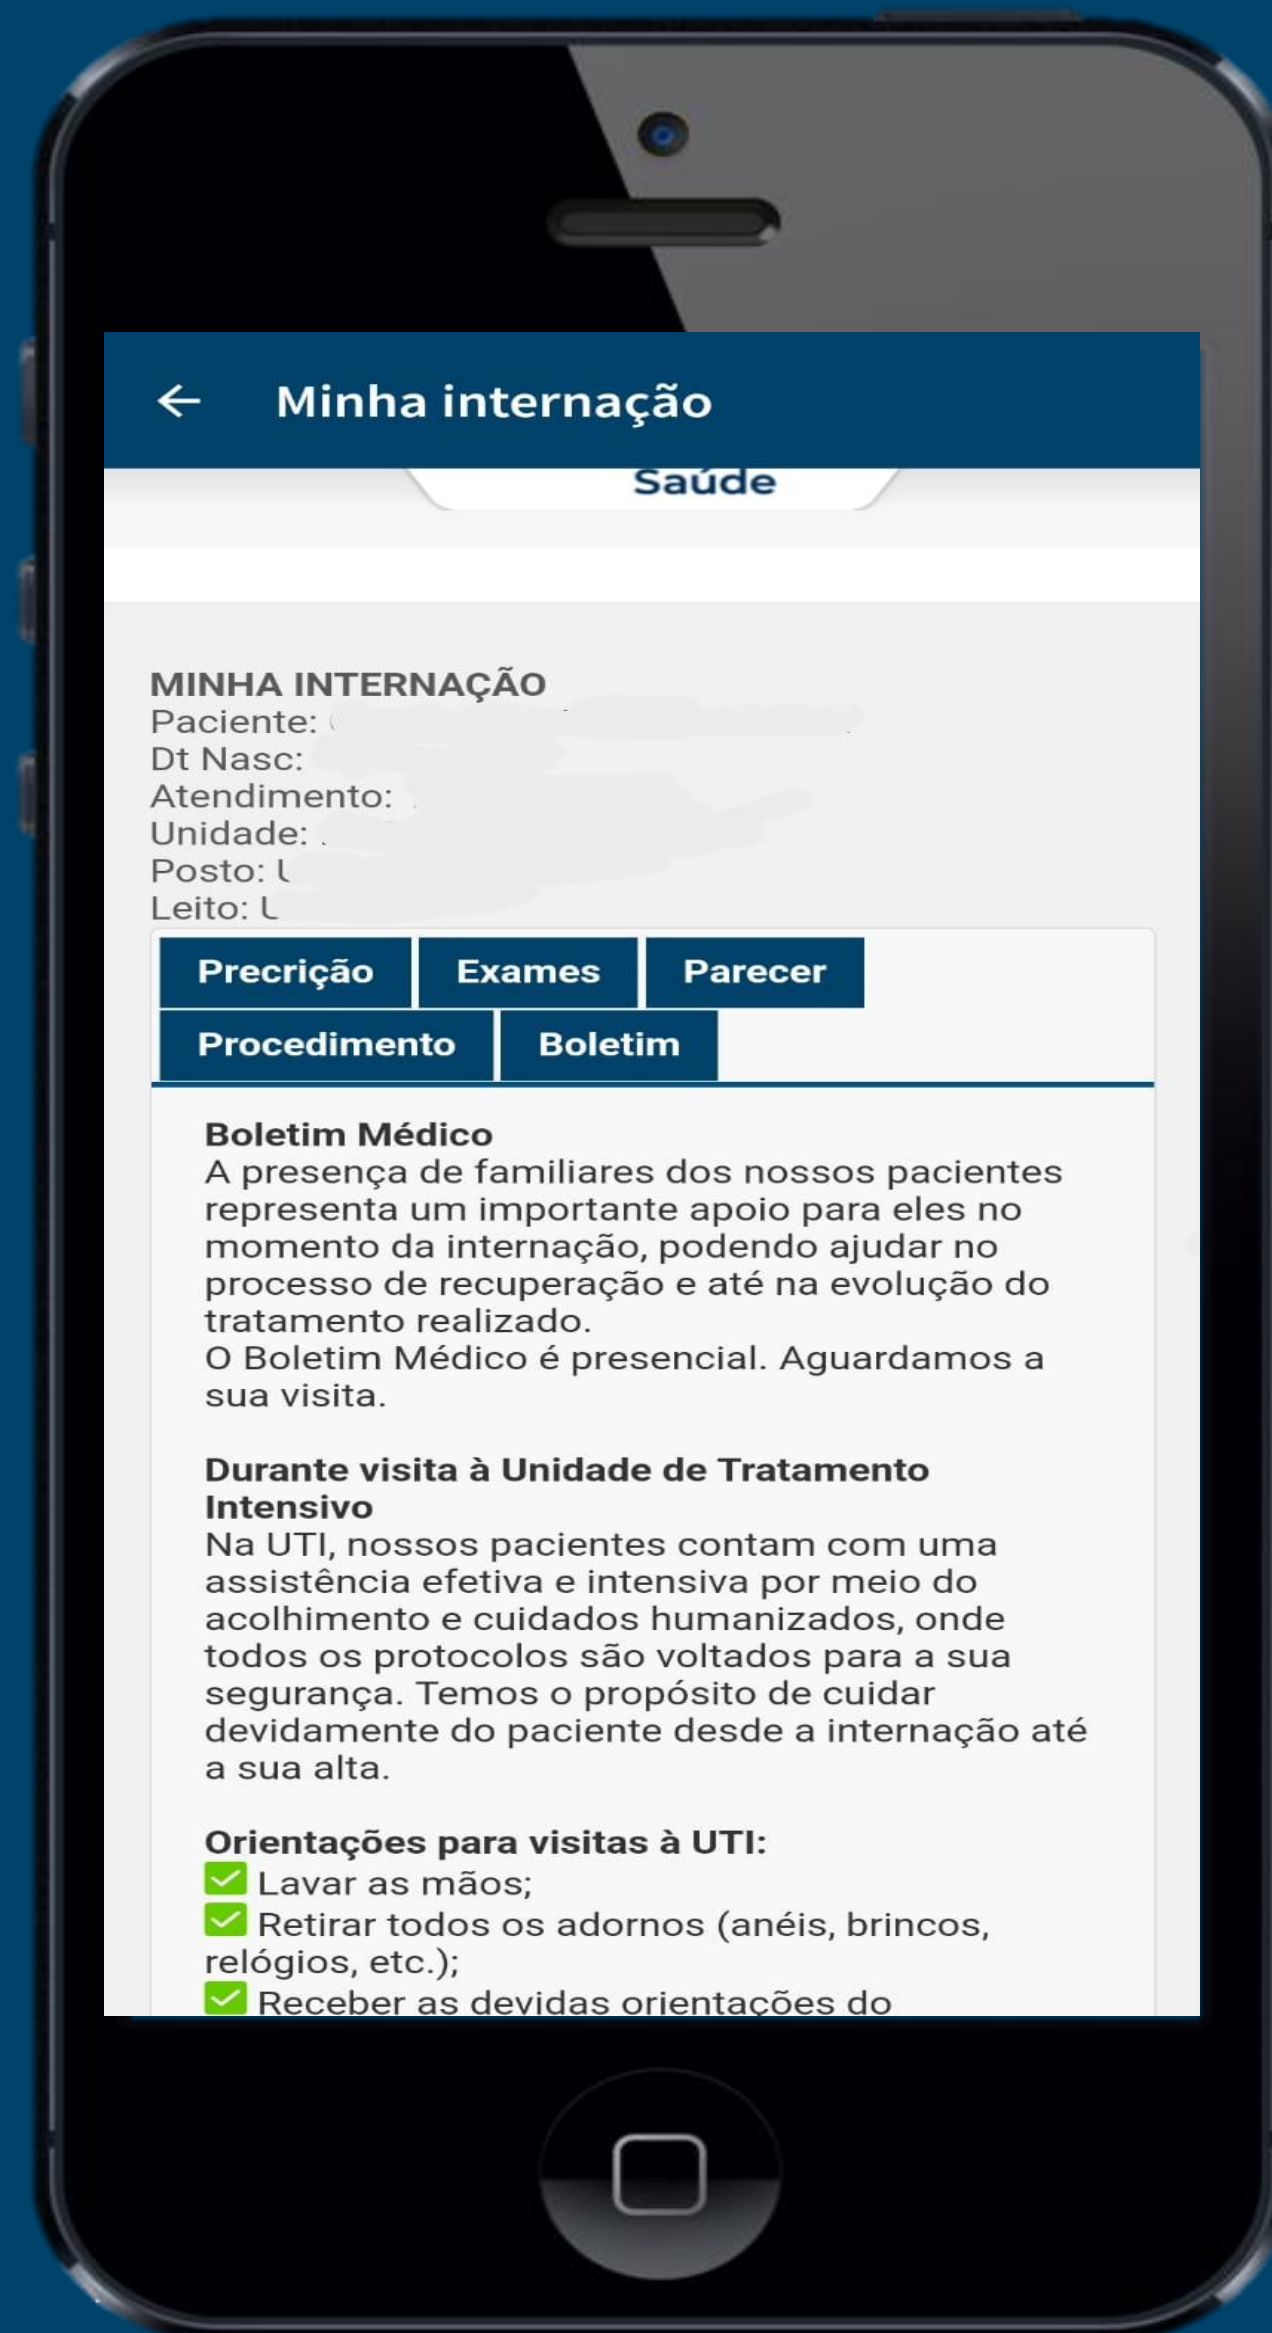 Minha internação
Saúde
MINHA INTERNAÇÃO
Paciente:
Dt Nasc:
Atendimento:
Unidade:
Posto: U
Leito: U
Precrição Exames Parecer
Procedimento Boletim
Boletim Médico
A presença de familiares dos nossos pacientes
representa um importante apoio para eles no
momento da internação, podendo ajudar no
processo de recuperação e até na evolução do
tratamento realizado.
O Boletim Médico é presencial. Aguardamos a
sua visita.
Durante visita à Unidade de Tratamento
Intensivo
Na UTI, nossos pacientes contam com uma
assistência efetiva e intensiva por meio do
acolhimento e cuidados humanizados, onde
todos os protocolos são voltados para a sua
segurança. Temos o propósito de cuidar
devidamente do paciente desde a internação até
a sua alta.
Orientações para visitas à UTI:
Lavar as mãos;
Retirar todos os adornos (anéis, brincos,
relógios, etc.);
Receber as devidas orientações do